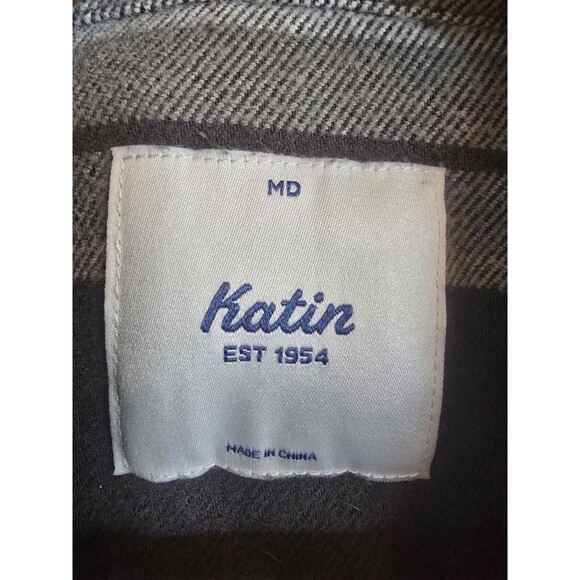 MD
Katin
EST 1954
MADE IN CHINA